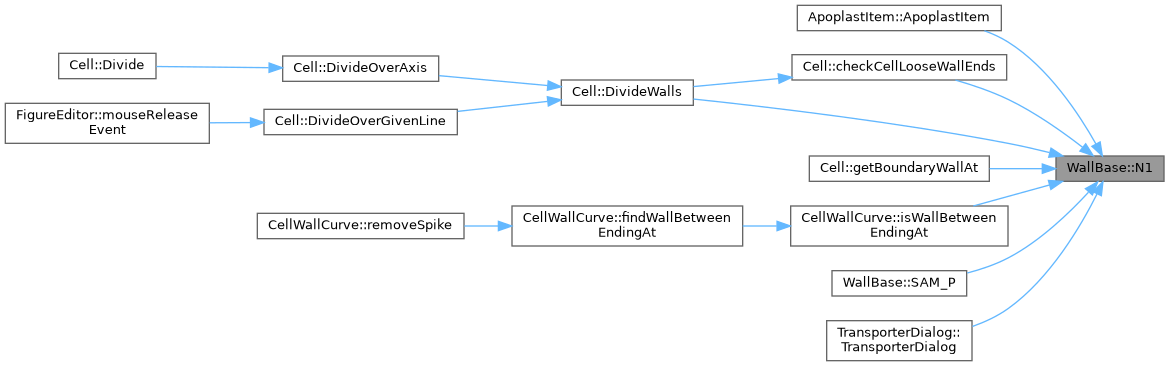 ApoplastItem::ApoplastItem
Cell::Divide
Cell::DivideOverAxis
Cell::checkCellLooseWallEnds
Cell::DivideWalls
FigureEditor::mouseRelease
Event
Cell::DivideOverGivenLine
Cell::getBoundaryWallAt
WallBase::N1
CellWallCurve::removeSpike
CellWallCurve::findWallBetween
EndingAt
CellWallCurve::isWallBetween
EndingAt
WallBase::SAM_P
TransporterDialog::
TransporterDialog